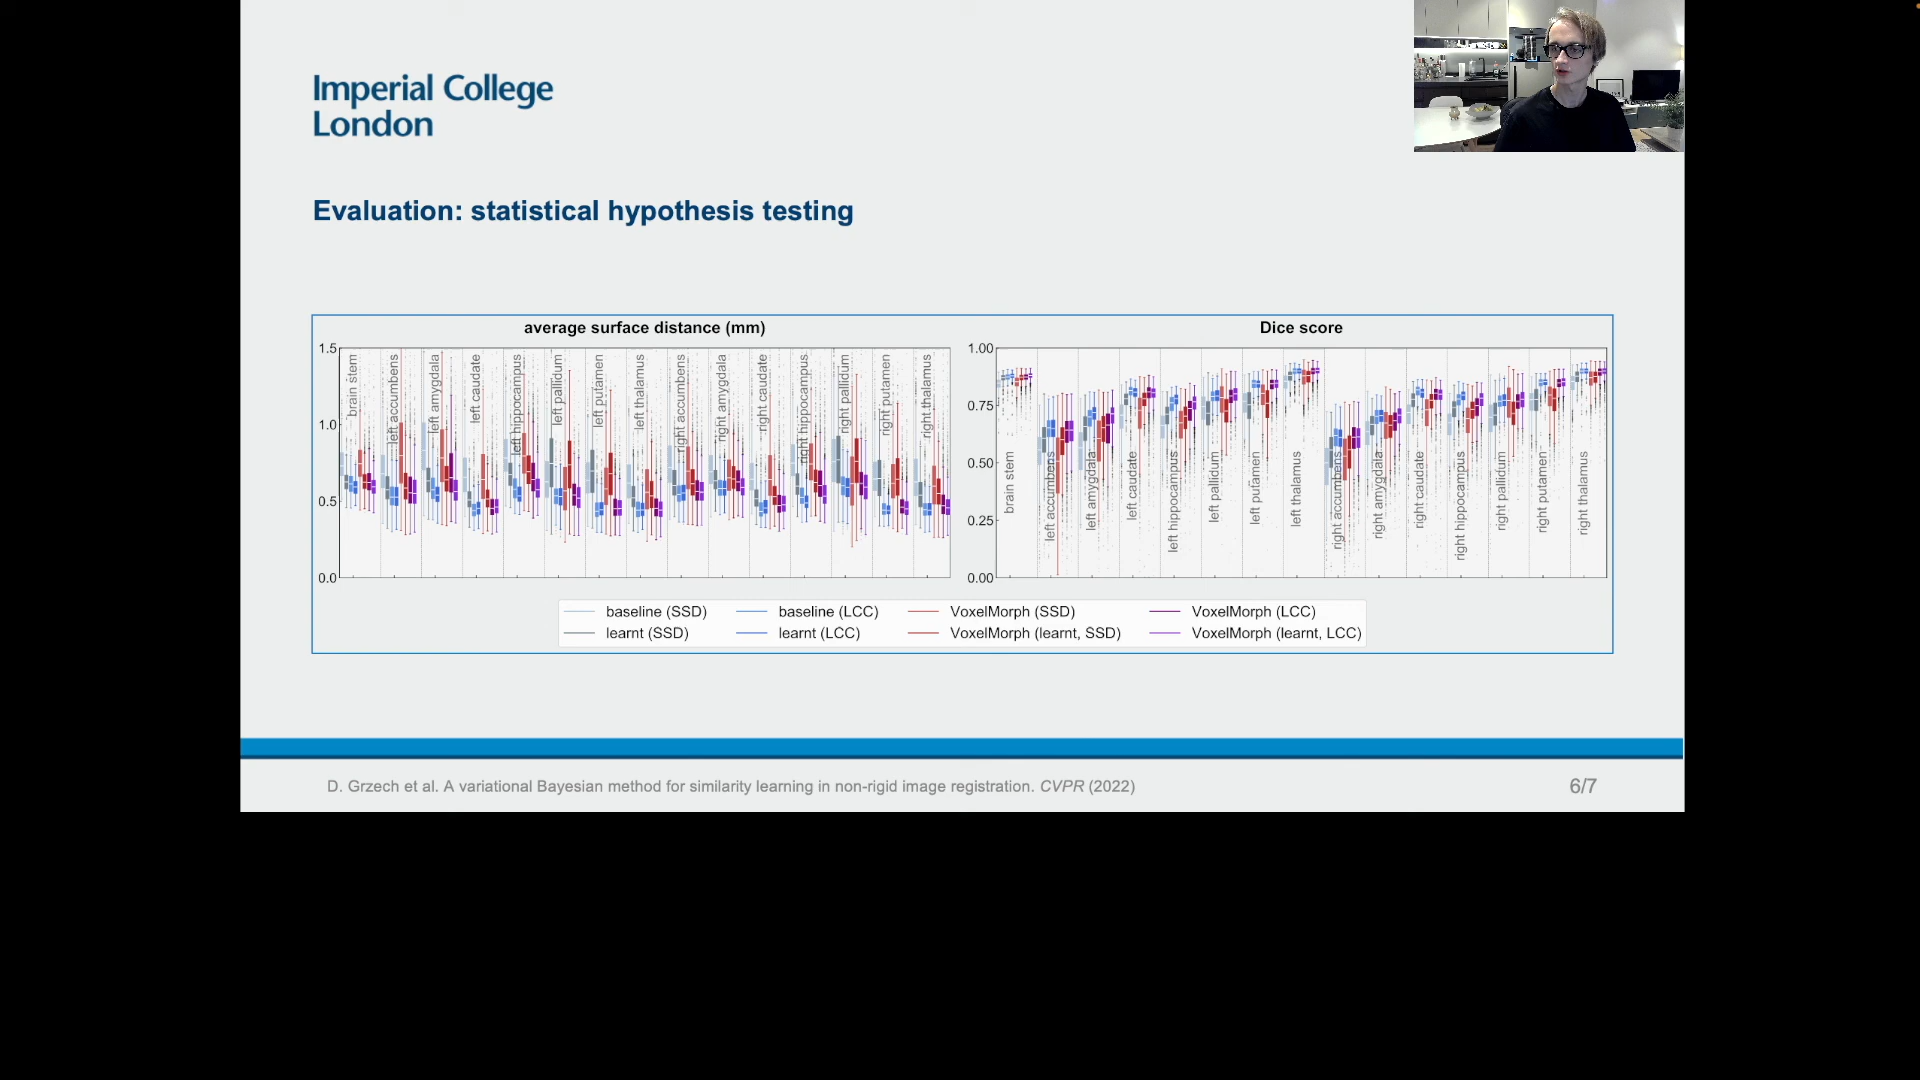 Imperial College
London
Evaluation: statistical hypothesis testing
average surface distance (mm)
1.5
1.0
0.5
0.0
brain stem
left accumbens
left amygdala
left caudate
left hippocampus
left pallidum
left putamen
left thalamus
right accumbens
right amygdala
right caudate
right hippocampus
right pallidum
right putamen
right thalamus
Dice score
1.00
0.75
0.50
0.25
0.00
brain stem
left accumbens
left amygdala
left caudate
left hippocampus
left pallidum
left putamen
left thalamus
right accumbens
right amygdala
right caudate
right hippocampus
right pallidum
right putamen
right thalamus
baseline (SSD) baseline (LCC) VoxelMorph (SSD) VoxelMorph (LCC)
learnt (SSD) learnt (LCC) VoxelMorph (learnt, SSD) VoxelMorph (learnt, LCC)
D. Grzech et al. A variational Bayesian method for similarity learning in non-rigid image registration. CVPR (2022)
6/7